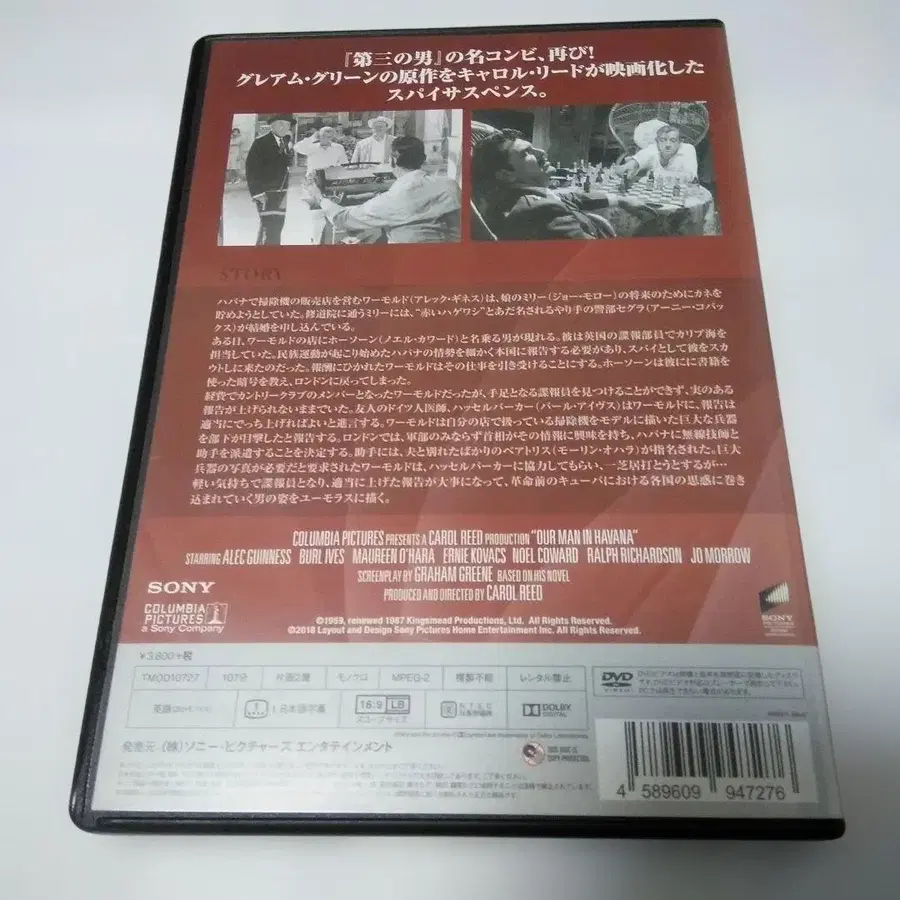 『第三の男』の名コンビ、再び!
グレアム・グリーンの原作をキャロル・リードが映画化した
スパイサスペンス。
STORY
ハバナで掃除機の販売店を営むワーモルド(アレック・ギネス)は、娘のミリー(ジョー・モロー)の将来のためにカネを
貯めようとしていた。修道院に通うミリーには、“赤いハゲワシ”とあだ名されるやり手の警部セグラ(アーニー・コバッ
クス)が結婚を申し込んでいる。
ある日、ワーモルドの店にホーソーン(ノエル・カワード)と名乗る男が現れる。彼は英国の諜報部員でカリブ海を
担当していた。民族運動が起こり始めたハバナの情勢を細かく本国に報告する必要があり、スパイとして彼をスカ
ウトしに来たのだった。報酬にひかれたワーモルドはその仕事を引き受けることにする。ホーソーンは彼にに書籍を
使った暗号を教え、ロンドンに戻ってしまった。
経費でカントリークラブのメンバーとなったワーモルドだったが、手足となる諜報員を見つけることができず、実のある
報告が上げられないままでいた。友人のドイツ人医師、ハッセルバーカー(バール・アイヴス)はワーモルドに、報告は
適当にでっち上げればよいと進言する。ワーモルドは自分の店で扱っている掃除機をモデルに描いた巨大な兵器
を部下が目撃したと報告する。ロンドンでは、軍部のみならず首相がその情報に興味を持ち、ハバナに無線技師と
助手を派遣することを決定する。助手には、夫と別れたばかりのベアトリス(モーリン・オハラ)が指名された。巨大
兵器の写真が必要だと要求されたワーモルドは、ハッセルバーカーに協力してもらい、一芝居打とうとするが…
軽い気持ちで諜報員となり、適当に上げた報告が大事になって、革命前のキューバにおける各国の思惑に巻き
込まれていく男の姿をユーモラスに描く。
COLUMBIA PICTURES PRESENTS A CAROL REED PRODUCTION "OUR MAN IN HAVANA"
STARRING ALEC GUINNESS BURL IVES MAUREEN O'HARA ERNIE KOVACS NOEL COWARD RALPH RICHARDSON JO MORROW
SCREENPLAY BY GRAHAM GREENE BASED ON HIS NOVEL
PRODUCED AND DIRECTED BY CAROL REED
SONY
COLUMBIA
PICTURES
a Sony Company
SONY
PICTURES
©1959, renewed 1987 Kingsmead Productions, Ltd. All Rights Reserved.
©2018 Layout and Design Sony Pictures Home Entertainment Inc. All Rights Reserved.
¥3,800+税
TMOD10727 107分 片面2層 モノクロ MPEG-2 複製不能 レンタル禁止
DVD VIDEO
1 1.日本語字幕 16:9 LB スコープサイズ 2 NTSC 日本市場向 DOLBY DIGITAL
発売元 (株)ソニー・ピクチャーズ エンタテインメント
THIS DISC IS COPY PROTECTED.
4 589609 947276